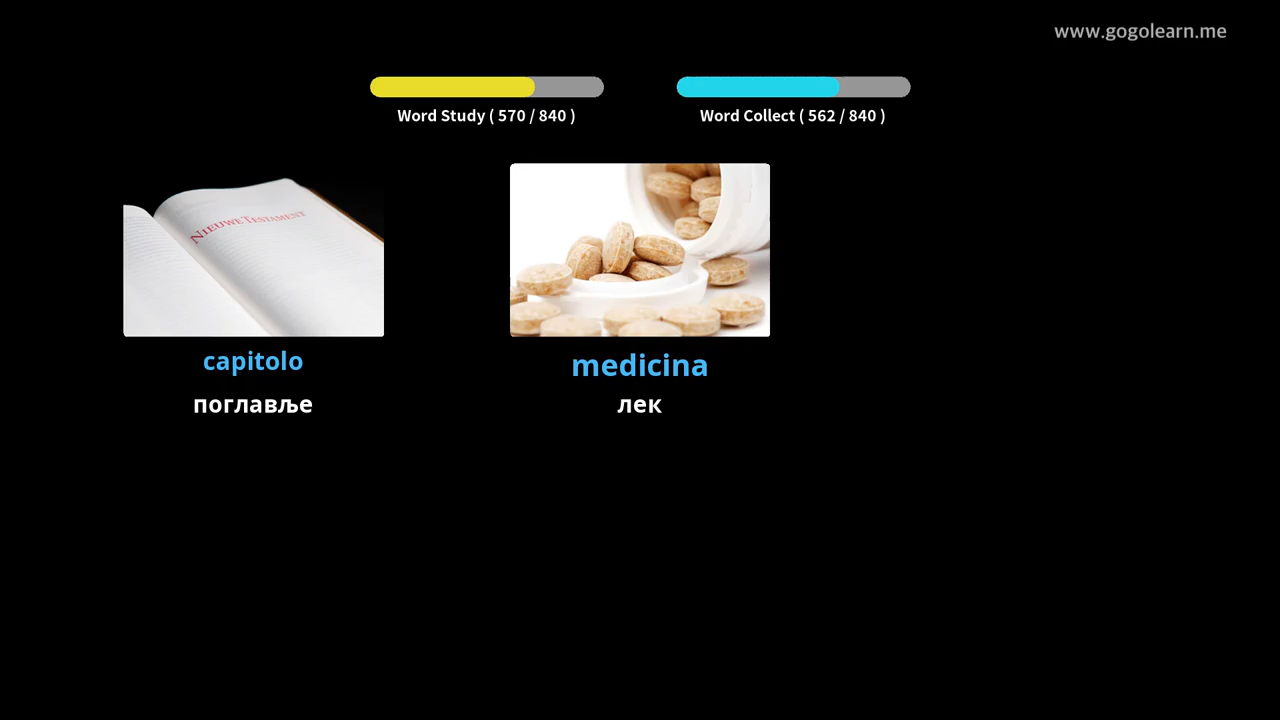 www.gogolearn.me
Word Study ( 570 / 840 )
Word Collect ( 562 / 840 )
NIEUWE TESTAMENT
capitolo
поглавље
medicina
лек